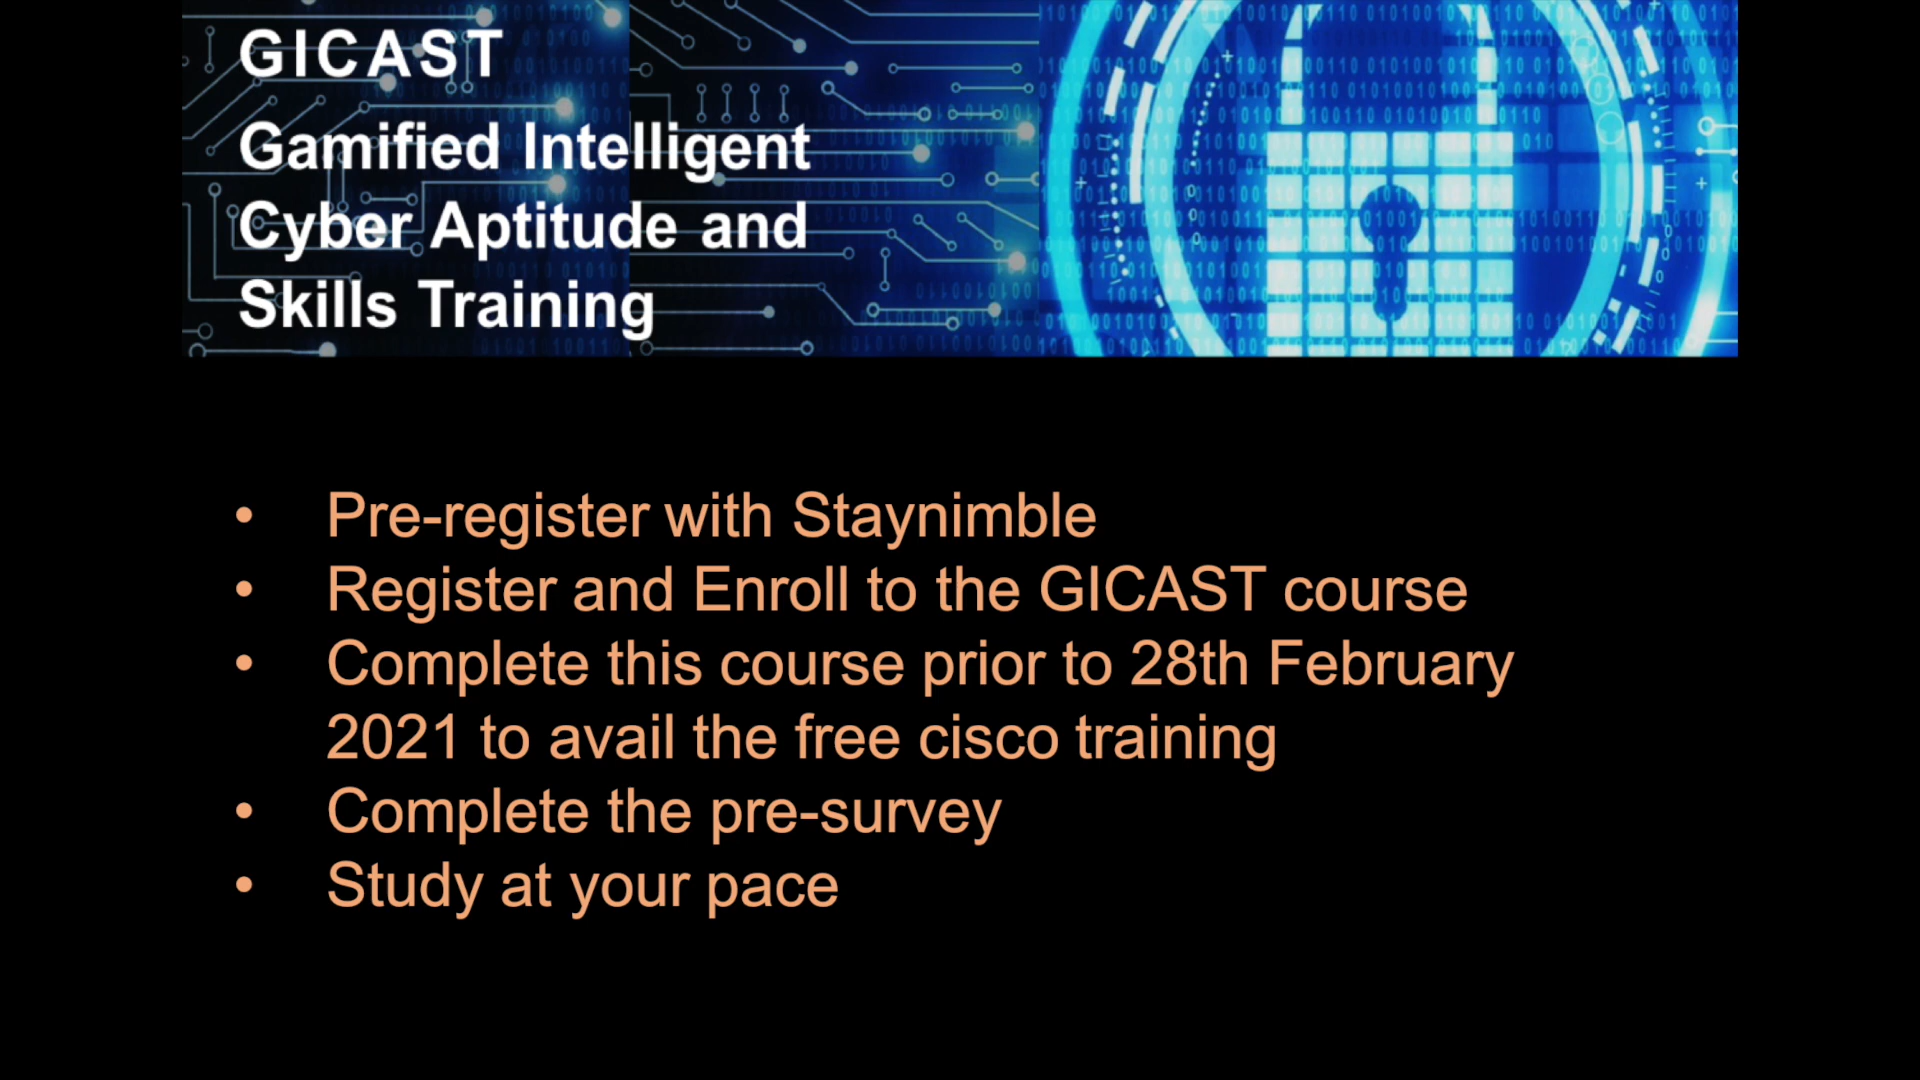 GICAST
Gamified Intelligent
Cyber Aptitude and
Skills Training
• Pre-register with Staynimble
• Register and Enroll to the GICAST course
• Complete this course prior to 28th February
2021 to avail the free cisco training
• Complete the pre-survey
• Study at your pace